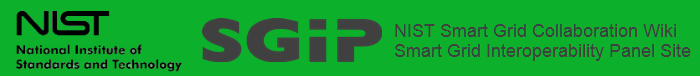 NIST
National Institute of
Standards and Technology
SGiP
NIST Smart Grid Collaboration Wiki
Smart Grid Interoperability Panel Site